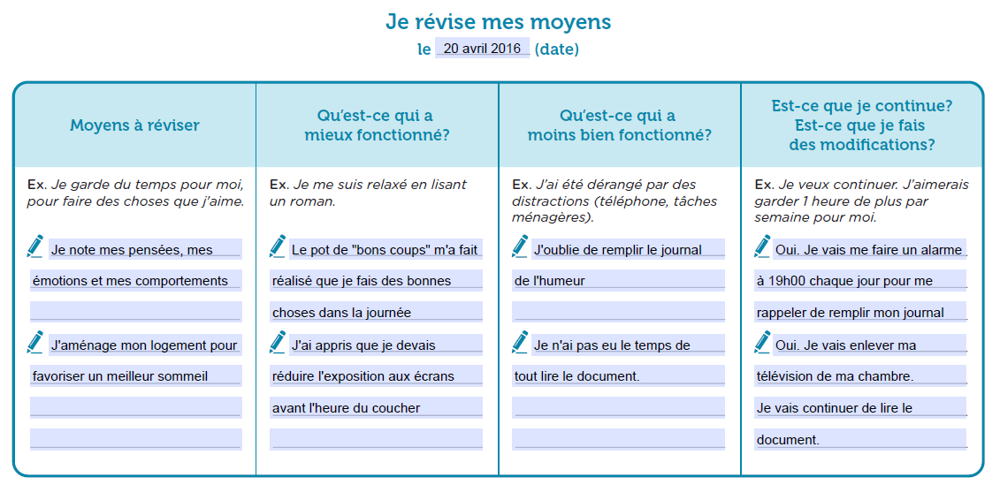 Je révise mes moyens
le 20 avril 2016 (date)
Moyens à réviser
Qu'est-ce qui a
mieux fonctionné?
Qu'est-ce qui a
moins bien fonctionné?
Est-ce que je continue?
Est-ce que je fais
des modifications?
Ex. Je garde du temps pour moi,
pour faire des choses que j'aime.
Je note mes pensées, mes
émotions et mes comportements
J'aménage mon logement pour
favoriser un meilleur sommeil
Ex. Je me suis relaxé en lisant
un roman.
Le pot de "bons coups" m'a fait
réalisé que je fais des bonnes
choses dans la journée
J'ai appris que je devais
réduire l'exposition aux écrans
avant l'heure du coucher
Ex. J'ai été dérangé par des
distractions (téléphone, tâches
ménagères).
J'oublie de remplir le journal
de l'humeur
Je n'ai pas eu le temps de
tout lire le document.
Ex. Je veux continuer. J'aimerais
garder 1 heure de plus par
semaine pour moi.
Oui. Je vais me faire un alarme
à 19h00 chaque jour pour me
rappeler de remplir mon journal
Oui. Je vais enlever ma
télévision de ma chambre.
Je vais continuer de lire le
document.